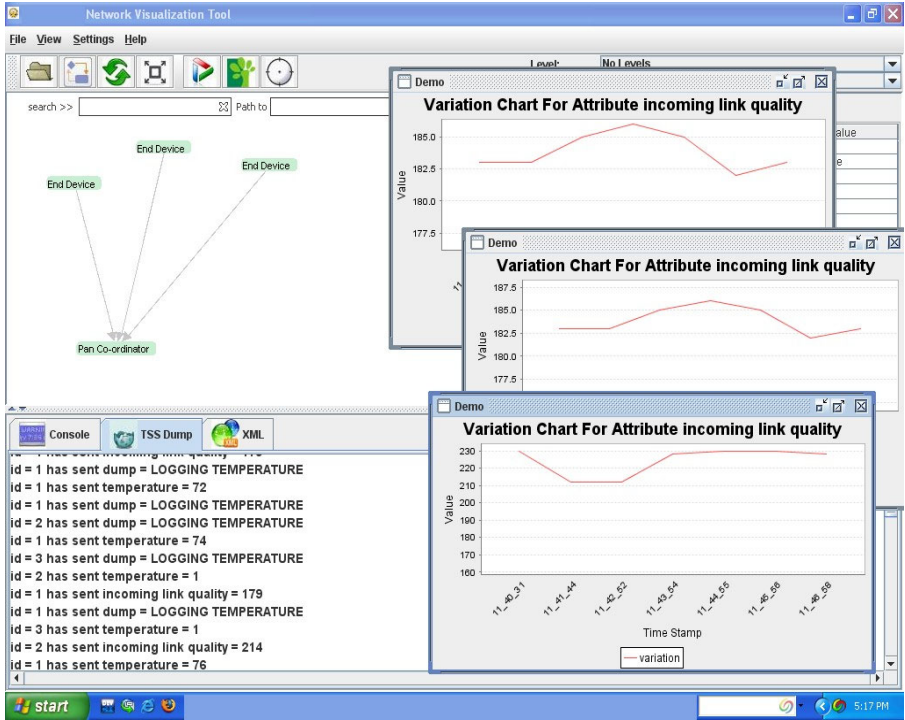 Network Visualization Tool
File View Settings Help
Level: No Levels
search >> Path to
alue
e
End Device
End Device
End Device
Pan Co-ordinator
Demo
Variation Chart For Attribute incoming link quality
185.0
182.5
180.0
177.5
Value
Demo
Variation Chart For Attribute incoming link quality
187.5
185.0
182.5
180.0
177.5
Value
Demo
Variation Chart For Attribute incoming link quality
230
220
210
200
190
180
170
160
Value
11_40_31 11_41_44 11_42_52 11_43_54 11_44_55 11_45_56 11_46_58
Time Stamp
variation
Console TSS Dump XML
id = 1 has sent dump = LOGGING TEMPERATURE
id = 1 has sent temperature = 72
id = 1 has sent dump = LOGGING TEMPERATURE
id = 2 has sent dump = LOGGING TEMPERATURE
id = 1 has sent temperature = 74
id = 3 has sent dump = LOGGING TEMPERATURE
id = 2 has sent temperature = 1
id = 1 has sent incoming link quality = 179
id = 1 has sent dump = LOGGING TEMPERATURE
id = 3 has sent temperature = 1
id = 2 has sent incoming link quality = 214
id = 1 has sent temperature = 76
start
5:17 PM